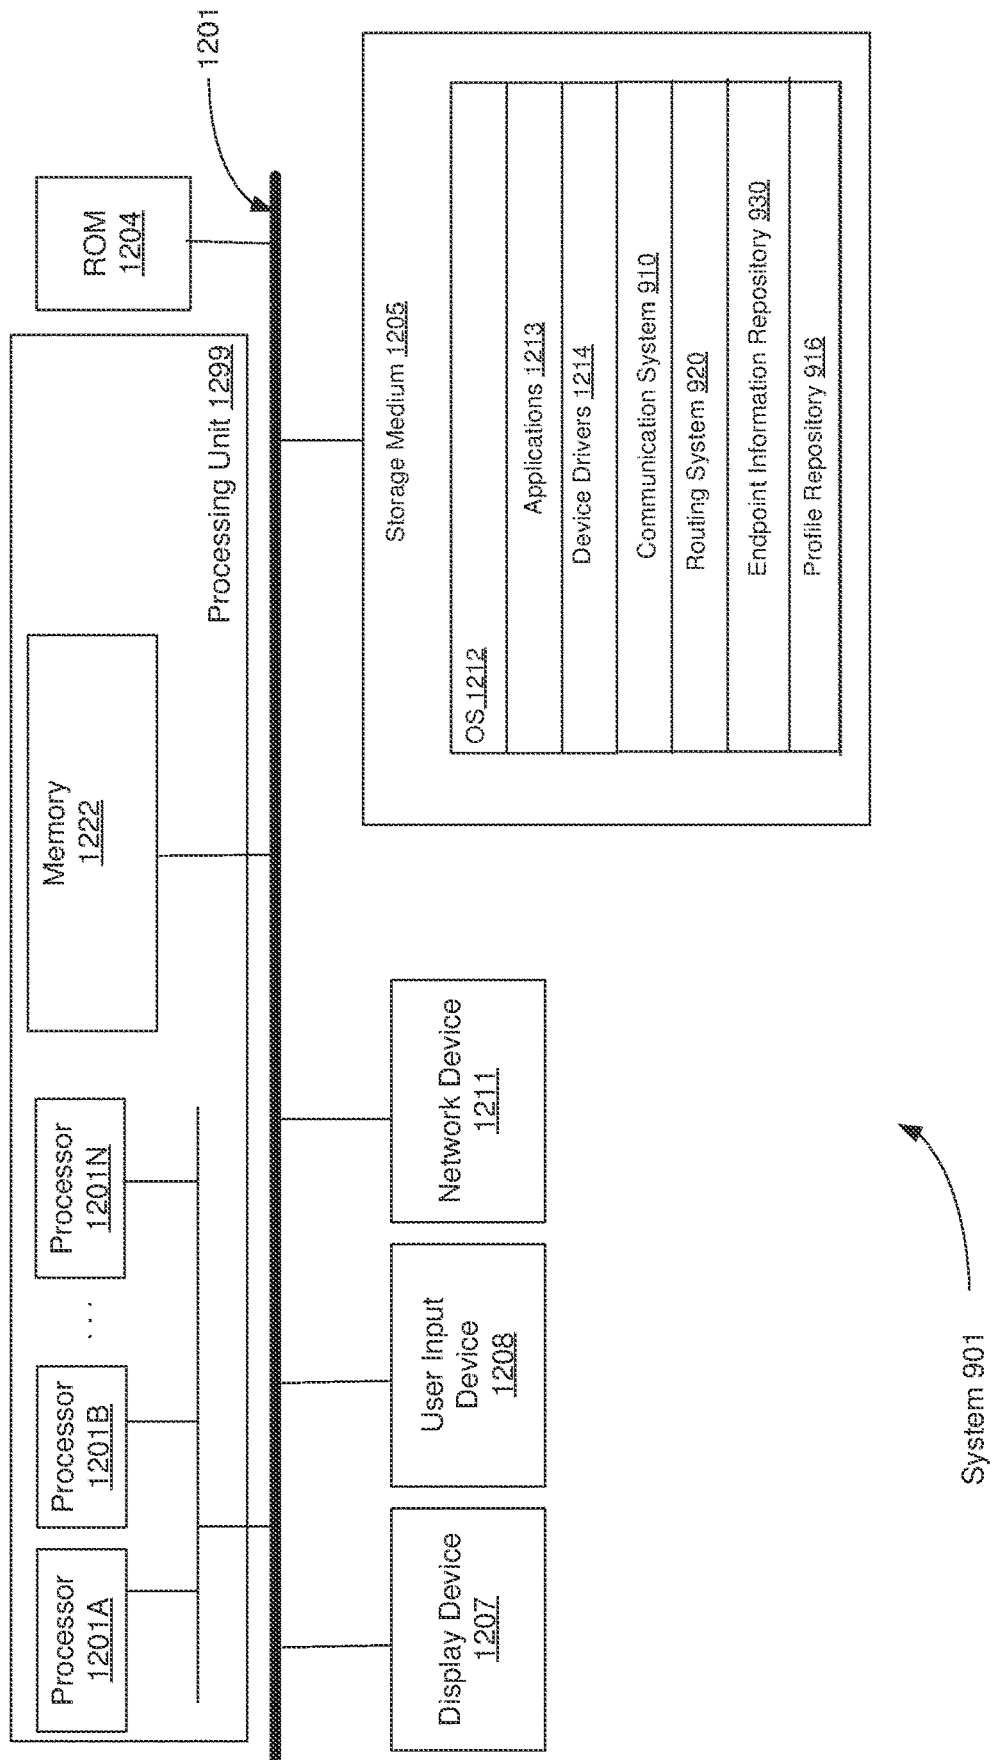 Processor
1201A
Processor
1201B
. . .
Processor
1201N
Memory
1222
Processing Unit 1299
ROM
1204
1201
Display Device
1207
User Input
Device
1208
Network Device
1211
Storage Medium 1205
OS 1212
Applications 1213
Device Drivers 1214
Communication System 910
Routing System 920
Endpoint Information Repository 930
Profile Repository 916
System 901